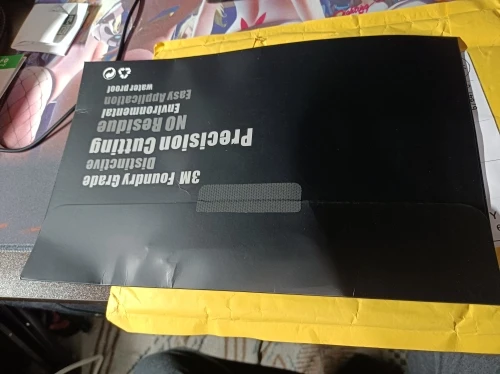 3M Foundry Grade
Distinctive
Precision Cutting
NO Residue
Environmental
Easy Application
water proof